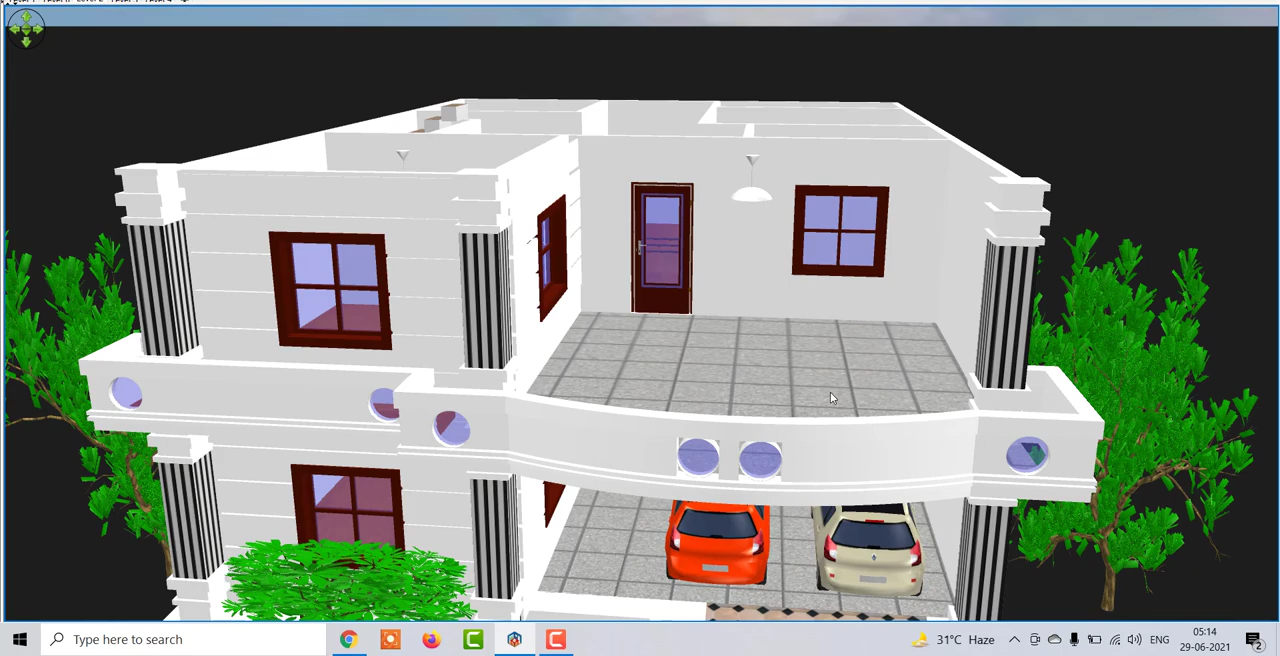 Type here to search
31°C Haze
ENG
05:14
29-06-2021
2